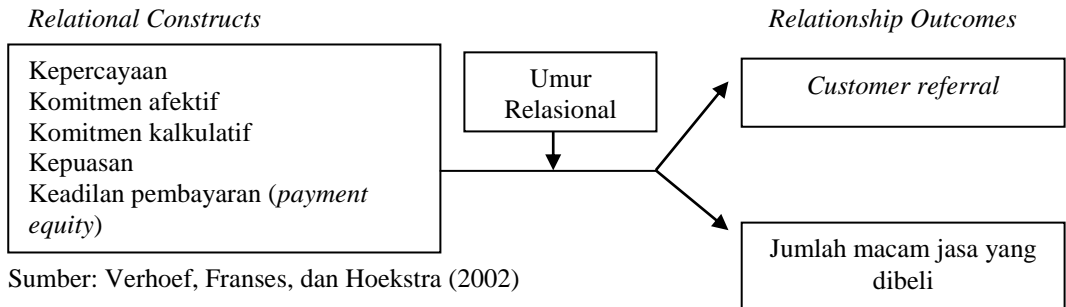 Relational Constructs
Relationship Outcomes
Kepercayaan
Komitmen afektif
Komitmen kalkulatif
Kepuasan
Keadilan pembayaran (payment
equity)
Umur
Relasional
Customer referral
Jumlah macam jasa yang
dibeli
Sumber: Verhoef, Franses, dan Hoekstra (2002)